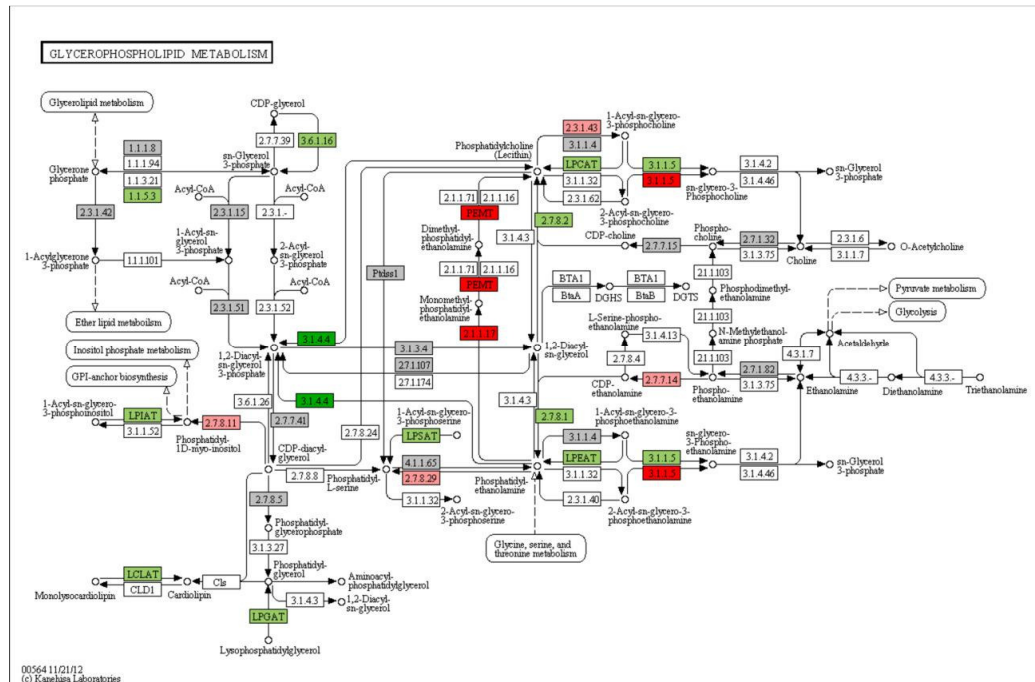 GLYCEROPHOSPHOLIPID METABOLISM
Glycerolipid metabolism
CDP-glycerol
2.7.7.39
3.6.1.16
1.1.1.8
1.1.1.94
1.1.3.21
1.1.5.3
Glycerone
phosphate
sn-Glycerol
3-phosphate
2.3.1.42
Acyl-CoA
2.3.1.15
Acyl-CoA
2.3.1.-
1-Acylglycerone
3-phosphate
1.1.1.101
1-Acyl-sn-
glycerol
3-phosphate
2-Acyl-
sn-glycerol
3-phosphate
Acyl-CoA
2.3.1.51
Acyl-CoA
2.3.1.52
Ether lipid metaboilsm
Inositol phosphate metabolism
GPI-anchor biosynthesis
1,2-Diacyl-
sn-glycerol
3-phosphate
3.1.4.4
3.1.3.4
2.7.1.107
2.7.1.174
1,2-Diacyl-
sn-glycerol
3.1.4.4
1-Acyl-sn-glycero-
3-phosphoinositol
LPIAT
3.1.1.52
Phosphatidyl-
1D-myo-inositol
2.7.8.11
3.6.1.26
2.7.7.41
CDP-diacyl-
glycerol
2.7.8.24
2.7.8.8
Phosphatidyl-
L-serine
1-Acyl-sn-glycero-
3-phosphoserine
LPSAT
4.1.1.65
2.7.8.29
3.1.1.32
2-Acyl-sn-glycero-
3-phosphoserine
Phosphatidyl-
ethanolamine
2.7.8.5
Phosphatidyl-
glycerophosphate
3.1.3.27
Phosphatidyl-
glycerol
LCLAT
CLD1
Monolysocardiolipin
Cardiolipin
Cls
Aminoacyl-
phosphatidylglycerol
3.1.4.3
1,2-Diacyl-
sn-glycerol
LPGAT
Lysophosphatidylglycerol
Phosphatidylcholine
(Lecithin)
2.3.1.43
3.1.1.4
1-Acyl-sn-glycero-
3-phosphocholine
LPCAT
3.1.1.32
2.3.1.62
2-Acyl-sn-glycero-
3-phosphocholine
3.1.1.5
3.1.1.5
sn-glycero-3-
Phosphocholine
3.1.4.2
3.1.4.46
sn-Glycerol
3-phosphate
2.1.1.71
2.1.1.16
PEMT
Dimethyl-
phosphatidyl-
ethanolamine
2.1.1.71
2.1.1.16
PEMT
Monomethyl-
phosphatidyl-
ethanolamine
2.1.1.17
Ptdss1
3.1.4.3
2.7.8.2
CDP-choline
2.7.7.15
Phospho-
choline
2.7.1.32
3.1.3.75
Choline
2.3.1.6
3.1.1.7
O-Acetylcholine
BTA1
BtaA
DGHS
BTA1
BtaB
DGTS
2.1.1.103
Phosphodimethyl-
ethanolamine
2.1.1.103
N-Methylethanol-
amine phosphate
2.1.1.103
L-Serine-phospho-
ethanolamine
3.1.4.13
2.7.8.4
CDP-
ethanolamine
2.7.7.14
Phospho-
ethanolamine
2.7.1.82
3.1.3.75
Pyruvate metabolism
Glycolysis
Acetaldehyde
4.3.1.7
Ethanolamine
4.3.3.-
Diethanolamine
4.3.3.-
Triethanolamine
3.1.4.3
2.7.8.1
1-Acyl-sn-glycero-3-
phosphoethanolamine
3.1.1.4
LPEAT
3.1.1.32
2.3.1.40
2-Acyl-sn-glycero-3-
phosphoethanolamine
sn-glycero-
3-Phospho-
ethanolamine
3.1.1.5
3.1.1.5
3.1.4.2
3.1.4.46
sn-Glycerol
3-phosphate
Glycine, serine, and
threonine metabolism
00564 11/21/12
(c) Kanehisa Laboratories